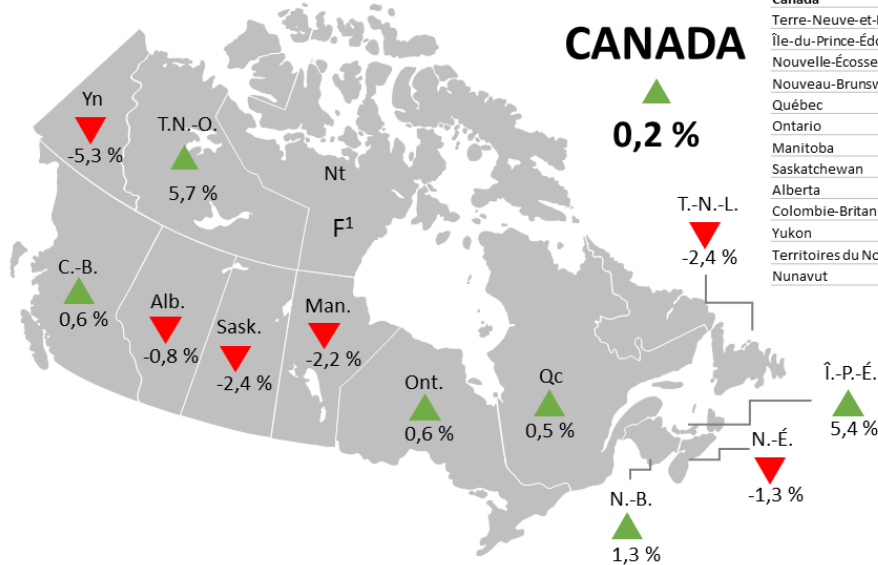 CANADA
0,2 %
Canada
Terre-Neuve-et-
Île-du-Prince-Édo
Nouvelle-Écosse
Nouveau-Brunsw
Québec
Ontario
Manitoba
Saskatchewan
Alberta
Colombie-Britan
Yukon
Territoires du No
Nunavut
Yn
-5,3 %
T.N.-O.
5,7 %
Nt
F¹
T.-N.-L.
-2,4 %
C.-B.
0,6 %
Alb.
-0,8 %
Sask.
-2,4 %
Man.
-2,2 %
Ont.
0,6 %
Qc
0,5 %
Î.-P.-É.
5,4 %
N.-É.
-1,3 %
N.-B.
1,3 %